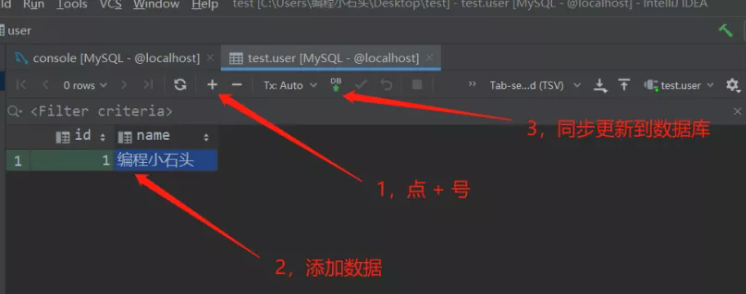 ld Run Tools VCS Window Help test [C:\Users\编程小石头\Desktop\test] - test.user [MySQL - @localhost] - IntelliJ IDEA
user
console [MySQL - @localhost] test.user [MySQL - @localhost]
0 rows Tx: Auto DB Tab-se...d (TSV) test.user
<Filter criteria>
id name
1 1 编程小石头
3，同步更新到数据库
1，点 + 号
2，添加数据